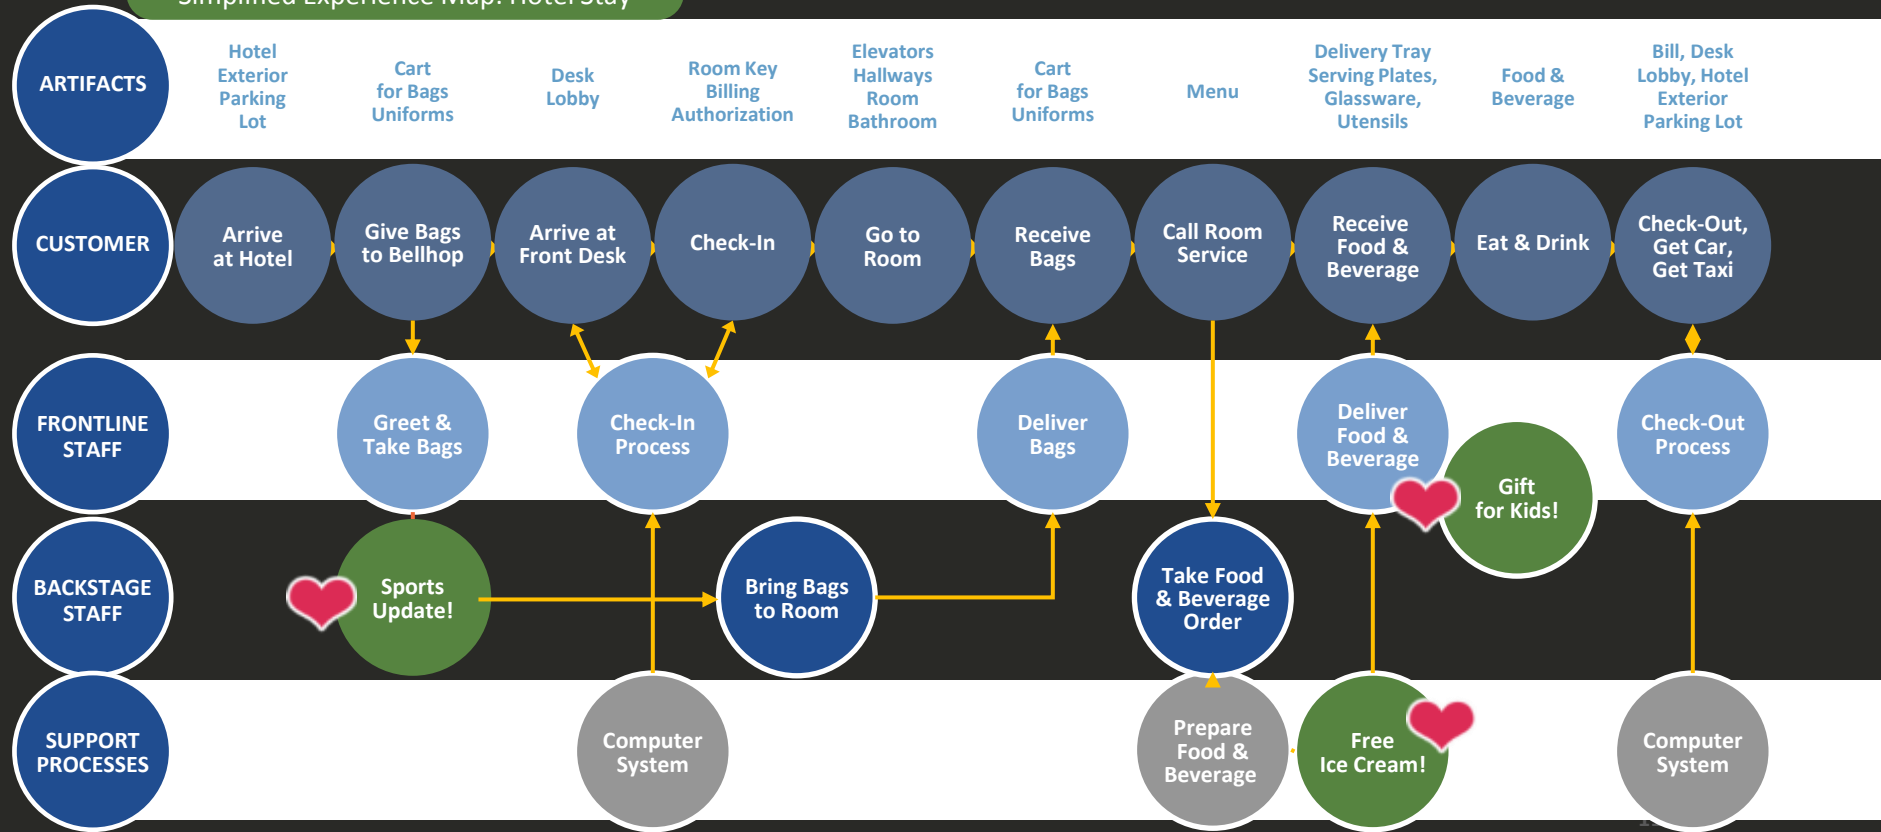 Simplified Experience Map: Hotel Stay
ARTIFACTS
Hotel
Exterior
Parking
Lot
Cart
for Bags
Uniforms
Desk
Lobby
Room Key
Billing
Authorization
Elevators
Hallways
Room
Bathroom
Cart
for Bags
Uniforms
Menu
Delivery Tray
Serving Plates,
Glassware,
Utensils
Food &
Beverage
Bill, Desk
Lobby, Hotel
Exterior
Parking Lot
CUSTOMER
Arrive
at Hotel
Give Bags
to Bellhop
Arrive at
Front Desk
Check-In
Go to
Room
Receive
Bags
Call Room
Service
Receive
Food &
Beverage
Eat & Drink
Check-Out,
Get Car,
Get Taxi
FRONTLINE
STAFF
Greet &
Take Bags
Check-In
Process
Deliver
Bags
Deliver
Food &
Beverage
Gift
for Kids!
Check-Out
Process
BACKSTAGE
STAFF
Sports
Update!
Bring Bags
to Room
Take Food
& Beverage
Order
SUPPORT
PROCESSES
Computer
System
Prepare
Food &
Beverage
Free
Ice Cream!
Computer
System